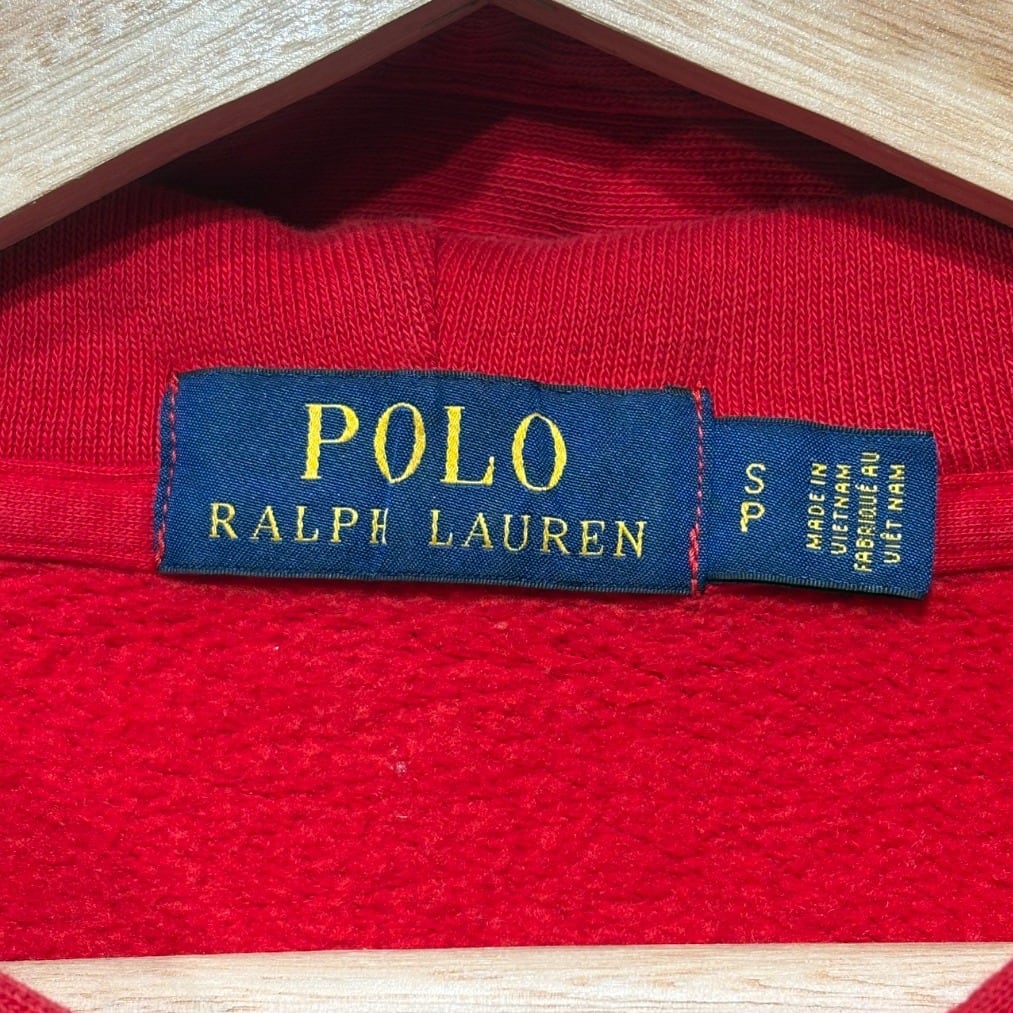 POLO
RALPH LAUREN
S
P
MADE IN
VIETNAM
FABRIQUÉ AU
VIÊT NAM